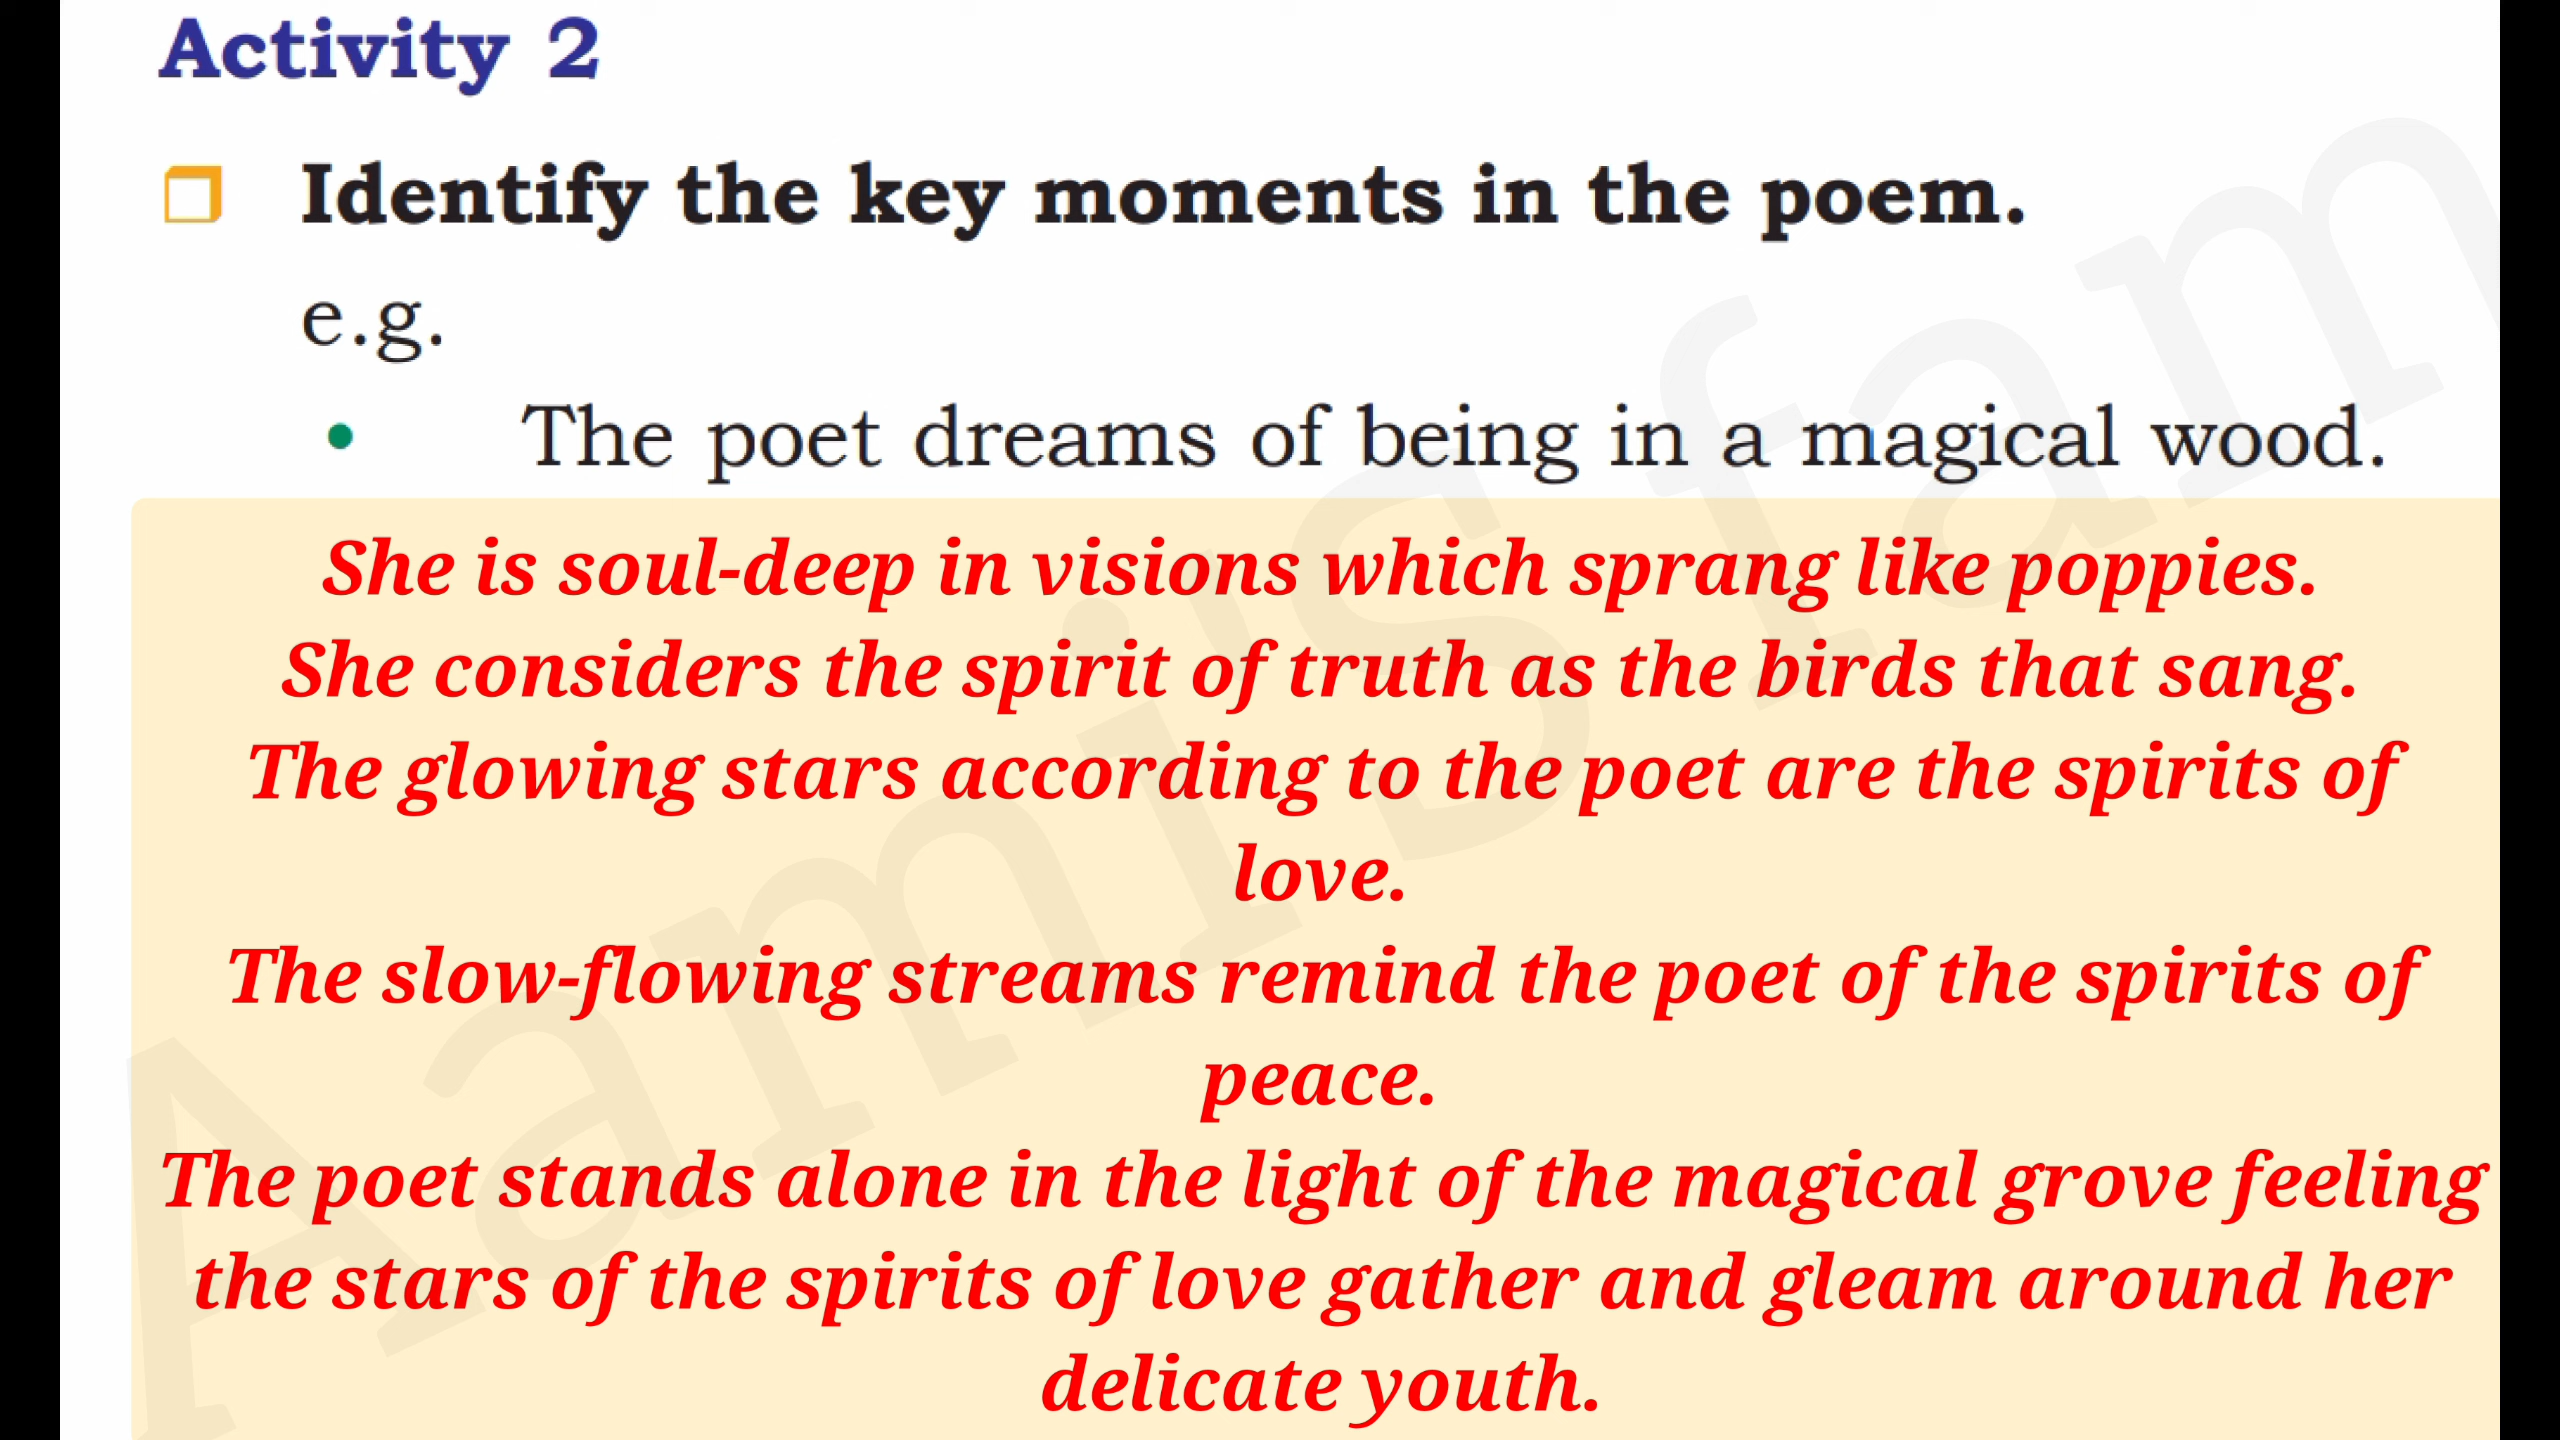 Activity 2
Identify the key moments in the poem.
e.g.
• The poet dreams of being in a magical wood.
She is soul-deep in visions which sprang like poppies.
She considers the spirit of truth as the birds that sang.
The glowing stars according to the poet are the spirits of
love.
The slow-flowing streams remind the poet of the spirits of
peace.
The poet stands alone in the light of the magical grove feeling
the stars of the spirits of love gather and gleam around her
delicate youth.
Aami'S fam